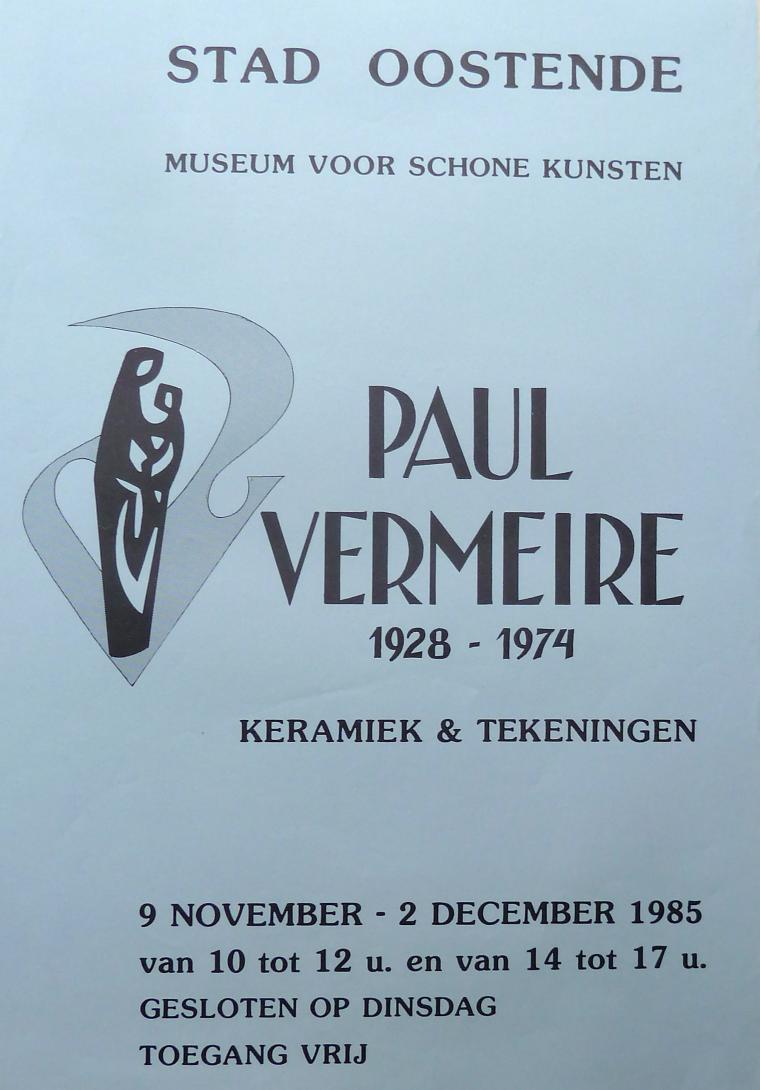 STAD OOSTENDE
MUSEUM VOOR SCHONE KUNSTEN
PAUL
VERMEIRE
1928 - 1974
KERAMIEK & TEKENINGEN
9 NOVEMBER - 2 DECEMBER 1985
van 10 tot 12 u. en van 14 tot 17 u.
GESLOTEN OP DINSDAG
TOEGANG VRIJ